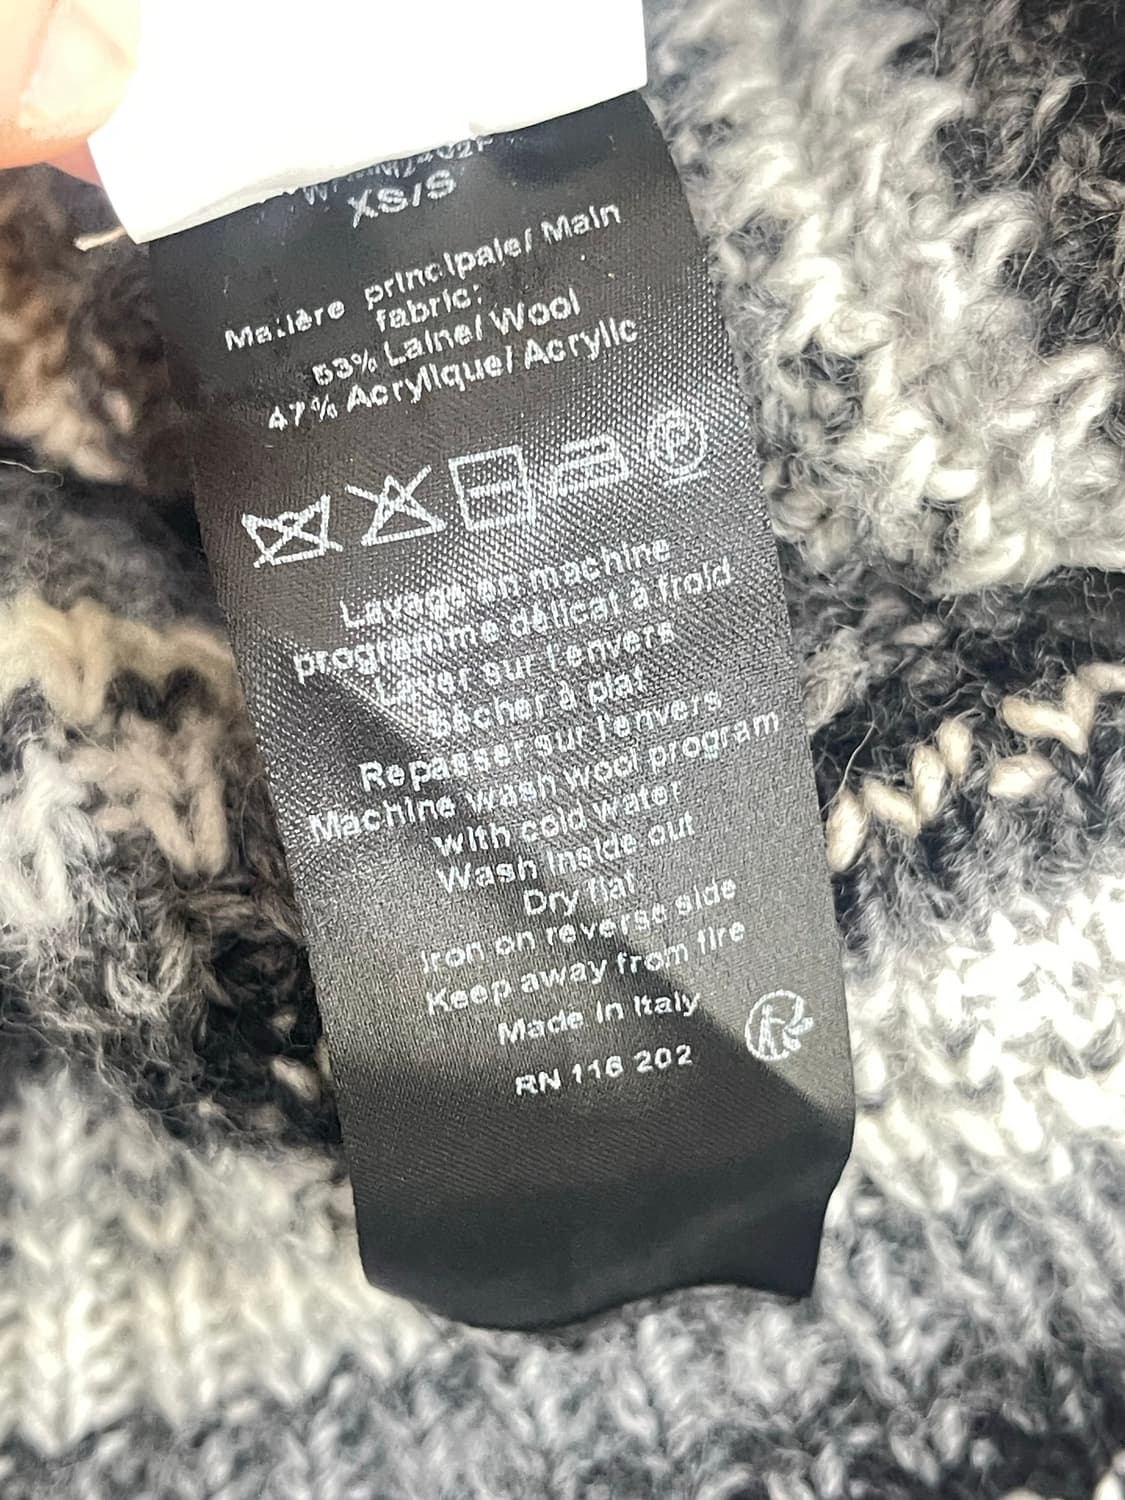 XS/S
Matière principale/ Main
fabric:
53% Laine/ Wool
47% Acrylique/ Acrylic
P
Lavage en machine
programme délicat à froid
Laver sur l'envers
Sécher à plat
Repasser sur l'envers
Machine wash wool program
with cold water
Wash inside out
Dry flat
Iron on reverse side
Keep away from fire
Made in Italy
RN 116 202